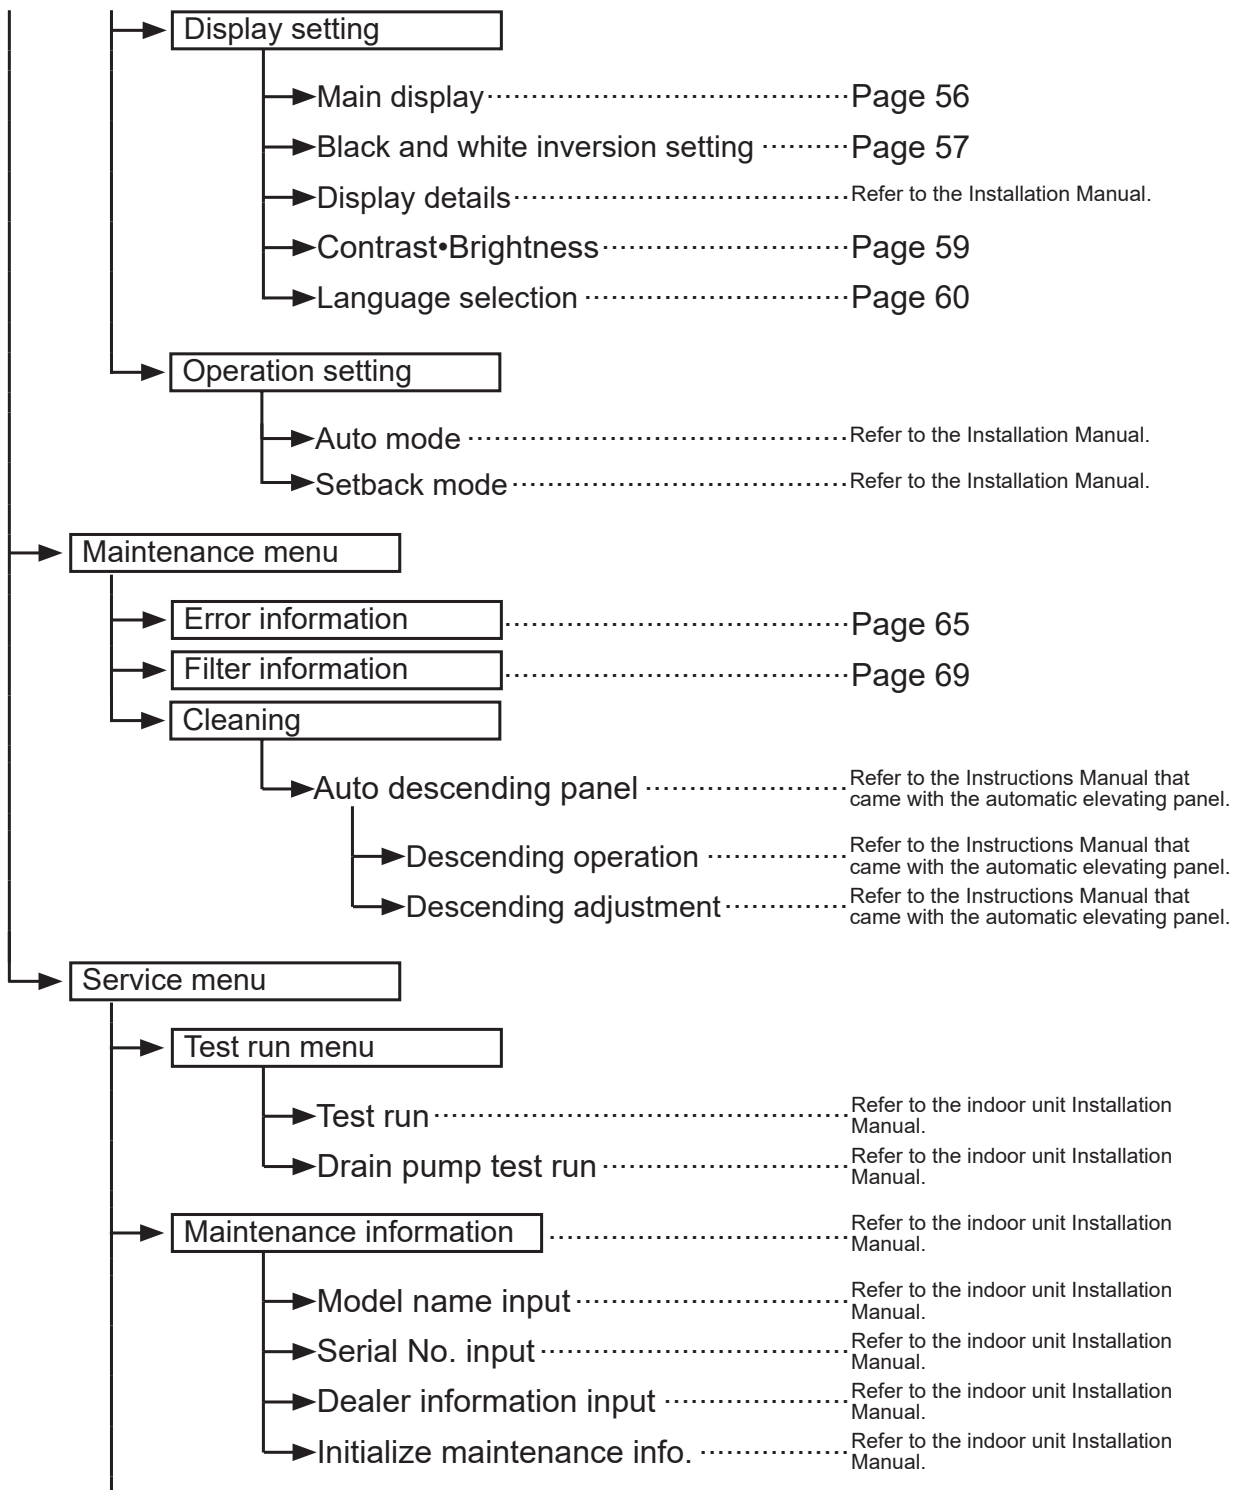 Display setting
Main display Page 56
Black and white inversion setting Page 57
Display details Refer to the Installation Manual.
Contrast•Brightness Page 59
Language selection Page 60
Operation setting
Auto mode Refer to the Installation Manual.
Setback mode Refer to the Installation Manual.
Maintenance menu
Error information Page 65
Filter information Page 69
Cleaning
Auto descending panel Refer to the Instructions Manual that
came with the automatic elevating panel.
Descending operation Refer to the Instructions Manual that
came with the automatic elevating panel.
Descending adjustment Refer to the Instructions Manual that
came with the automatic elevating panel.
Service menu
Test run menu
Test run Refer to the indoor unit Installation
Manual.
Drain pump test run Refer to the indoor unit Installation
Manual.
Maintenance information Refer to the indoor unit Installation
Manual.
Model name input Refer to the indoor unit Installation
Manual.
Serial No. input Refer to the indoor unit Installation
Manual.
Dealer information input Refer to the indoor unit Installation
Manual.
Initialize maintenance info. Refer to the indoor unit Installation
Manual.